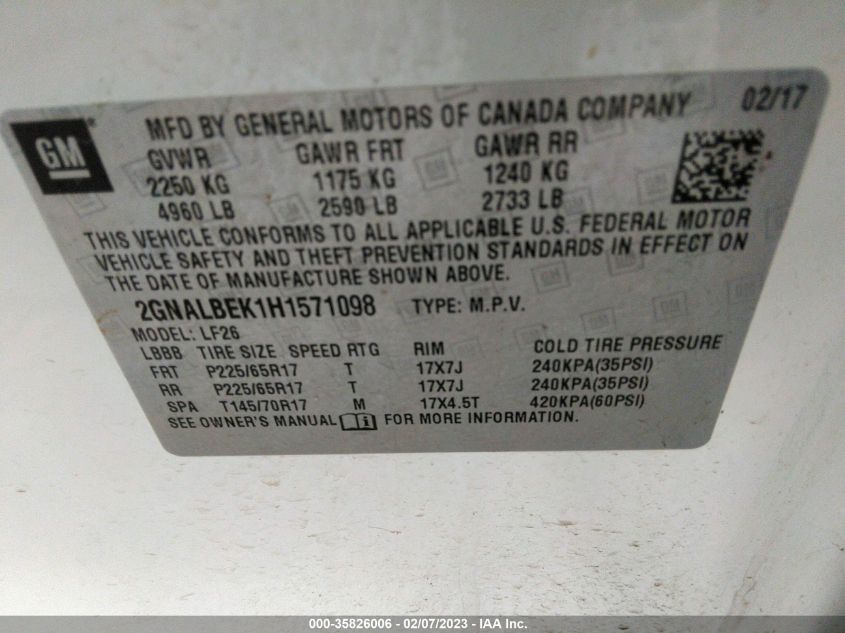 GM
MFD BY GENERAL MOTORS OF CANADA COMPANY 02/17
GVWR GAWR FRT GAWR RR
2250 KG 1175 KG 1240 KG
4960 LB 2590 LB 2733 LB
THIS VEHICLE CONFORMS TO ALL APPLICABLE U.S. FEDERAL MOTOR
VEHICLE SAFETY AND THEFT PREVENTION STANDARDS IN EFFECT ON
THE DATE OF MANUFACTURE SHOWN ABOVE.
2GNALBEK1H1571098 TYPE: M.P.V.
MODEL: LF26
LBBB TIRE SIZE SPEED RTG RIM COLD TIRE PRESSURE
FRT P225/65R17 T 17X7J 240KPA(35PSI)
RR P225/65R17 T 17X7J 240KPA(35PSI)
SPA T145/70R17 M 17X4.5T 420KPA(60PSI)
SEE OWNER'S MANUAL i FOR MORE INFORMATION.
000-35826006 - 02/07/2023 - IAA Inc.